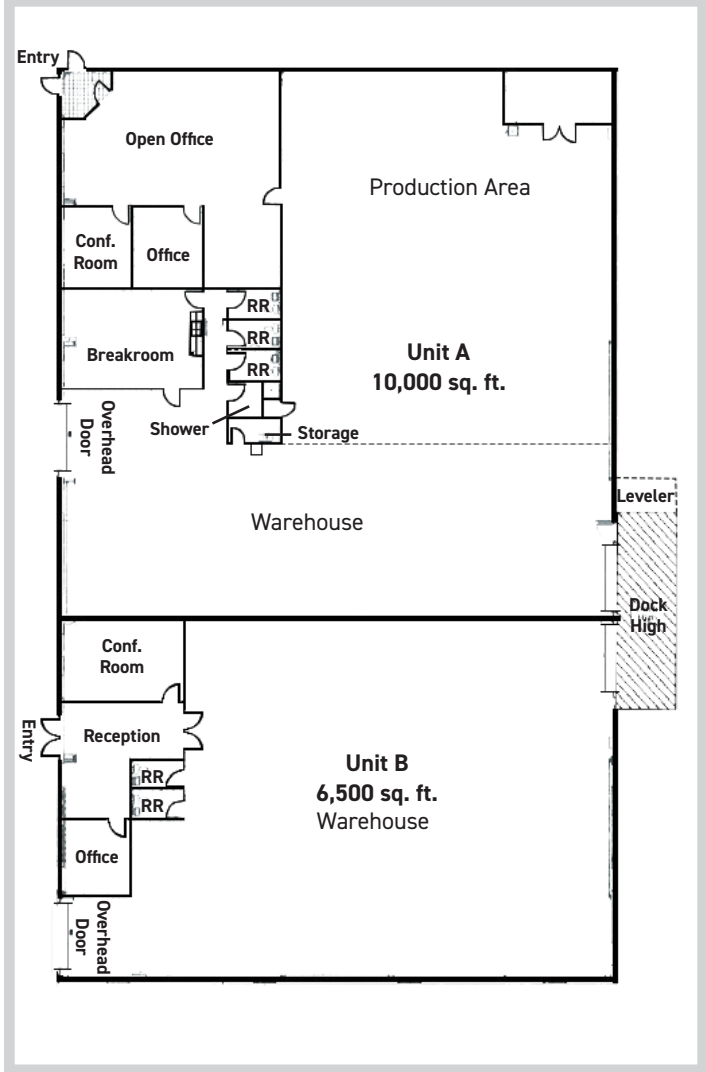 Entry
Open Office
Production Area
Conf.
Room
Office
RR
RR
RR
Breakroom
Unit A
10,000 sq. ft.
Overhead
Door
Shower
Storage
Leveler
Warehouse
Dock
High
Conf.
Room
Entry
Reception
RR
RR
Unit B
6,500 sq. ft.
Warehouse
Office
Overhead
Door